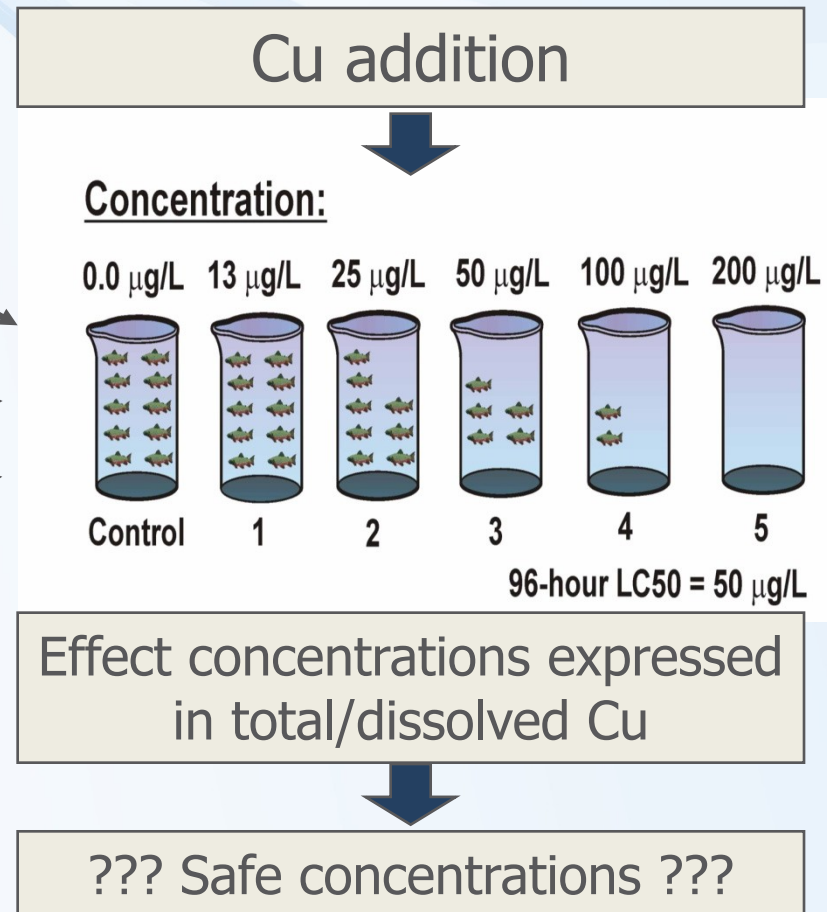 Cu addition
Concentration:
0.0 µg/L 13 µg/L 25 µg/L 50 µg/L 100 µg/L 200 µg/L
Control 1 2 3 4 5
96-hour LC50 = 50 µg/L
Effect concentrations expressed
in total/dissolved Cu
??? Safe concentrations ???